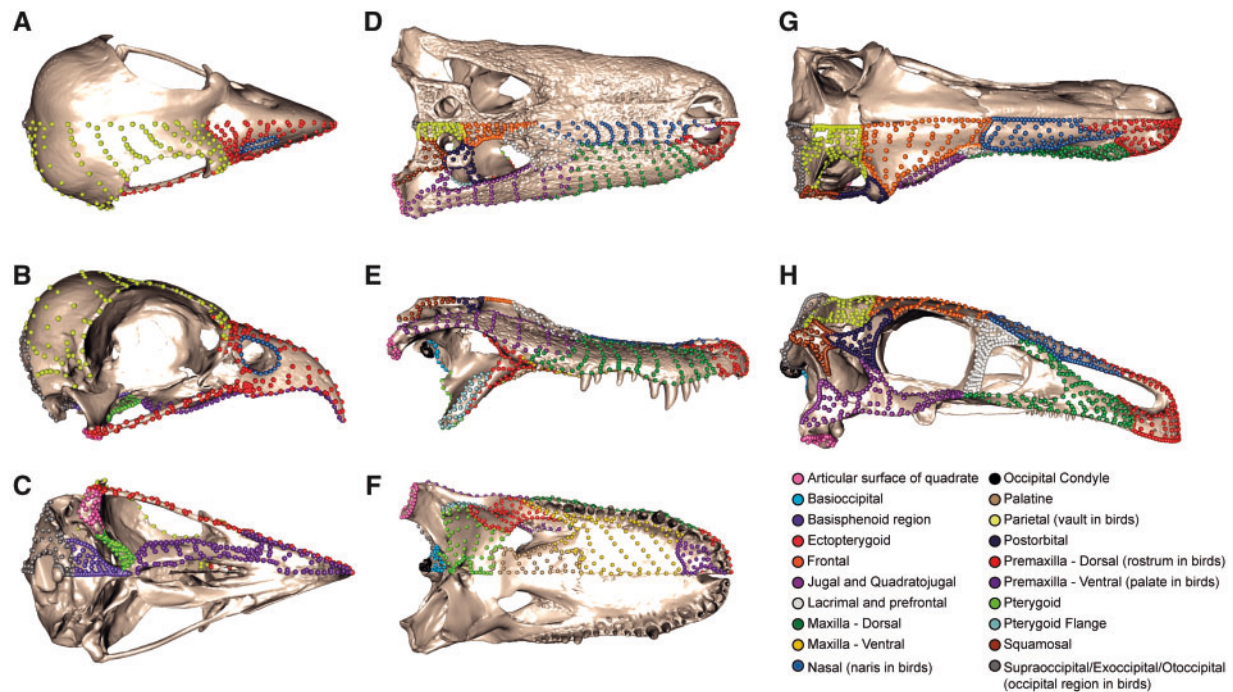 A
D
G
B
E
H
C
F
Articular surface of quadrate
Basioccipital
Basisphenoid region
Ectopterygoid
Frontal
Jugal and Quadratojugal
Lacrimal and prefrontal
Maxilla - Dorsal
Maxilla - Ventral
Nasal (naris in birds)
Occipital Condyle
Palatine
Parietal (vault in birds)
Postorbital
Premaxilla - Dorsal (rostrum in birds)
Premaxilla - Ventral (palate in birds)
Pterygoid
Pterygoid Flange
Squamosal
Supraoccipital/Exoccipital/Otoccipital
(occipital region in birds)